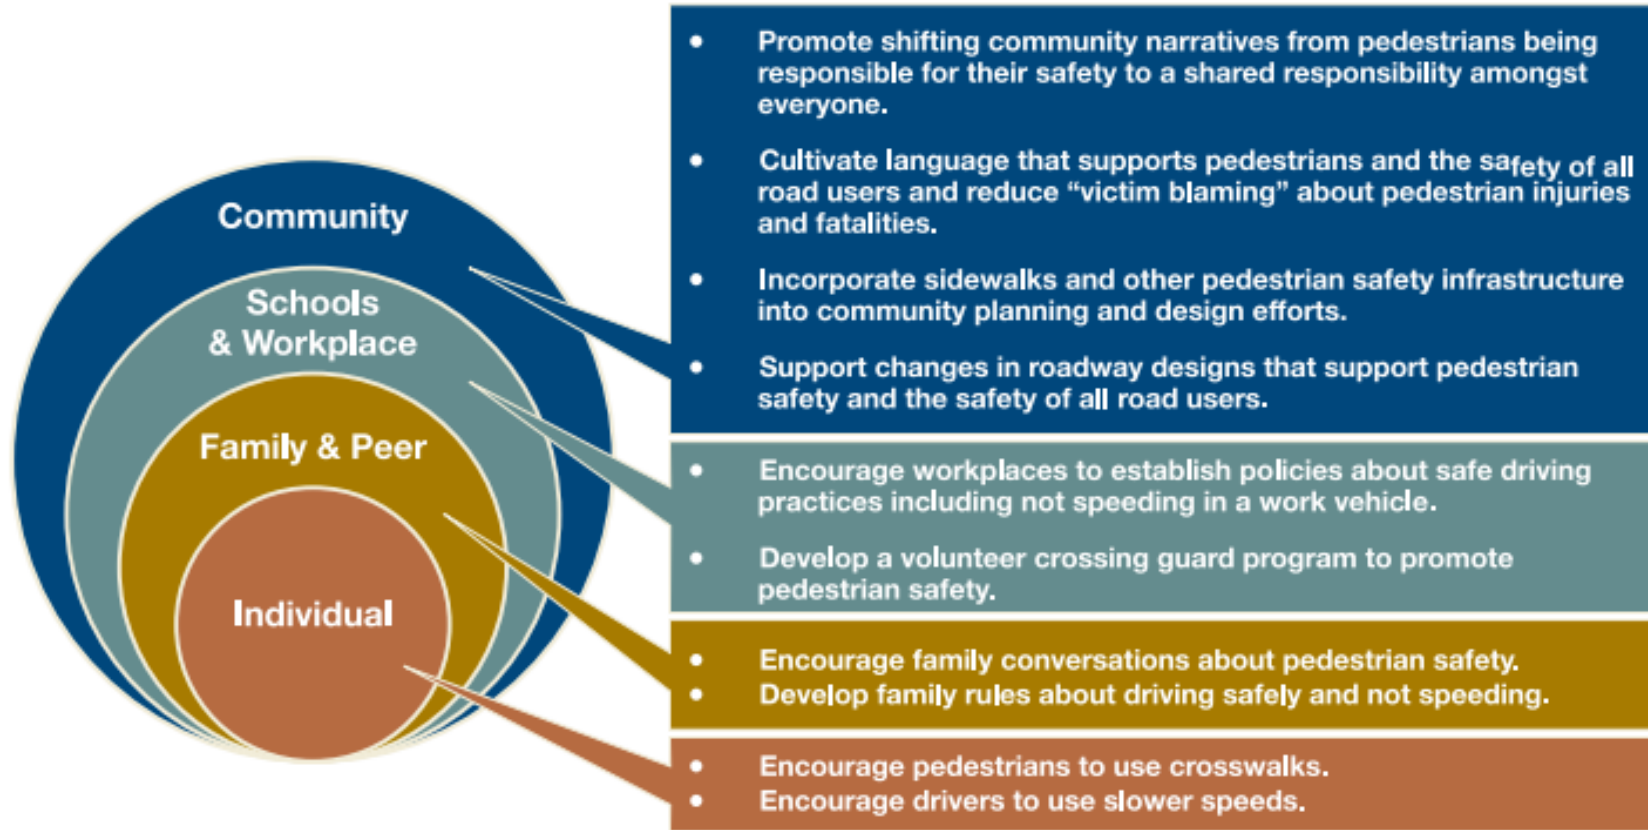 Community
Schools
& Workplace
Family & Peer
Individual
• Promote shifting community narratives from pedestrians being
responsible for their safety to a shared responsibility amongst
everyone.
• Cultivate language that supports pedestrians and the safety of all
road users and reduce “victim blaming” about pedestrian injuries
and fatalities.
• Incorporate sidewalks and other pedestrian safety infrastructure
into community planning and design efforts.
• Support changes in roadway designs that support pedestrian
safety and the safety of all road users.
• Encourage workplaces to establish policies about safe driving
practices including not speeding in a work vehicle.
• Develop a volunteer crossing guard program to promote
pedestrian safety.
• Encourage family conversations about pedestrian safety.
• Develop family rules about driving safely and not speeding.
• Encourage pedestrians to use crosswalks.
• Encourage drivers to use slower speeds.